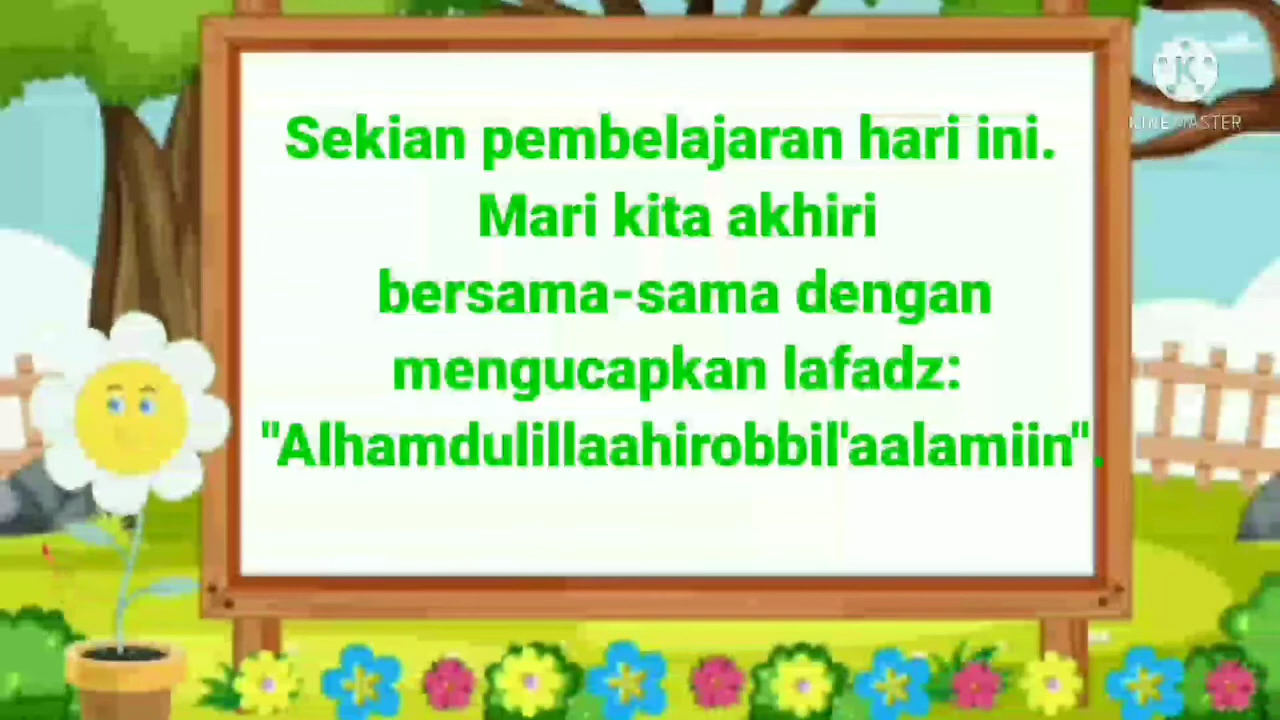 Sekian pembelajaran hari ini.
Mari kita akhiri
bersama-sama dengan
mengucapkan lafadz:
"Alhamdulillaahirobbil'aalamiin".
KINEMASTER